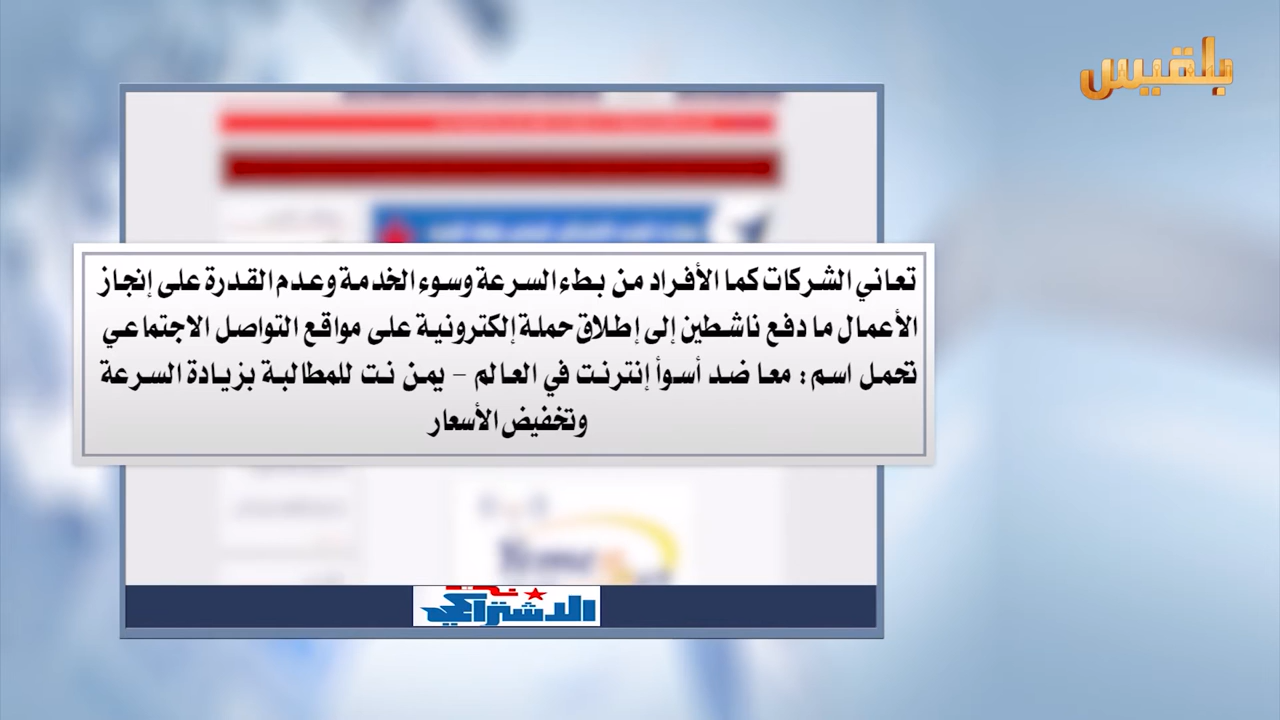 بلقيس
تعاني الشركات كما الأفراد من بطء السرعة وسوء الخدمة وعدم القدرة على إنجاز
الأعمال ما دفع ناشطين إلى إطلاق حملة إلكترونية على مواقع التواصل الاجتماعي
تحمل اسم : معا ضد أسوأ إنترنت في العالم – يمن نت للمطالبة بزيادة السرعة
وتخفيض الأسعار
الاشتراكي